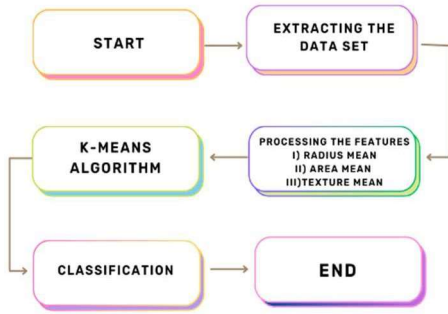 START
EXTRACTING THE
DATA SET
K-MEANS
ALGORITHM
PROCESSING THE FEATURES
I) RADIUS MEAN
II) AREA MEAN
III)TEXTURE MEAN
CLASSIFICATION
END